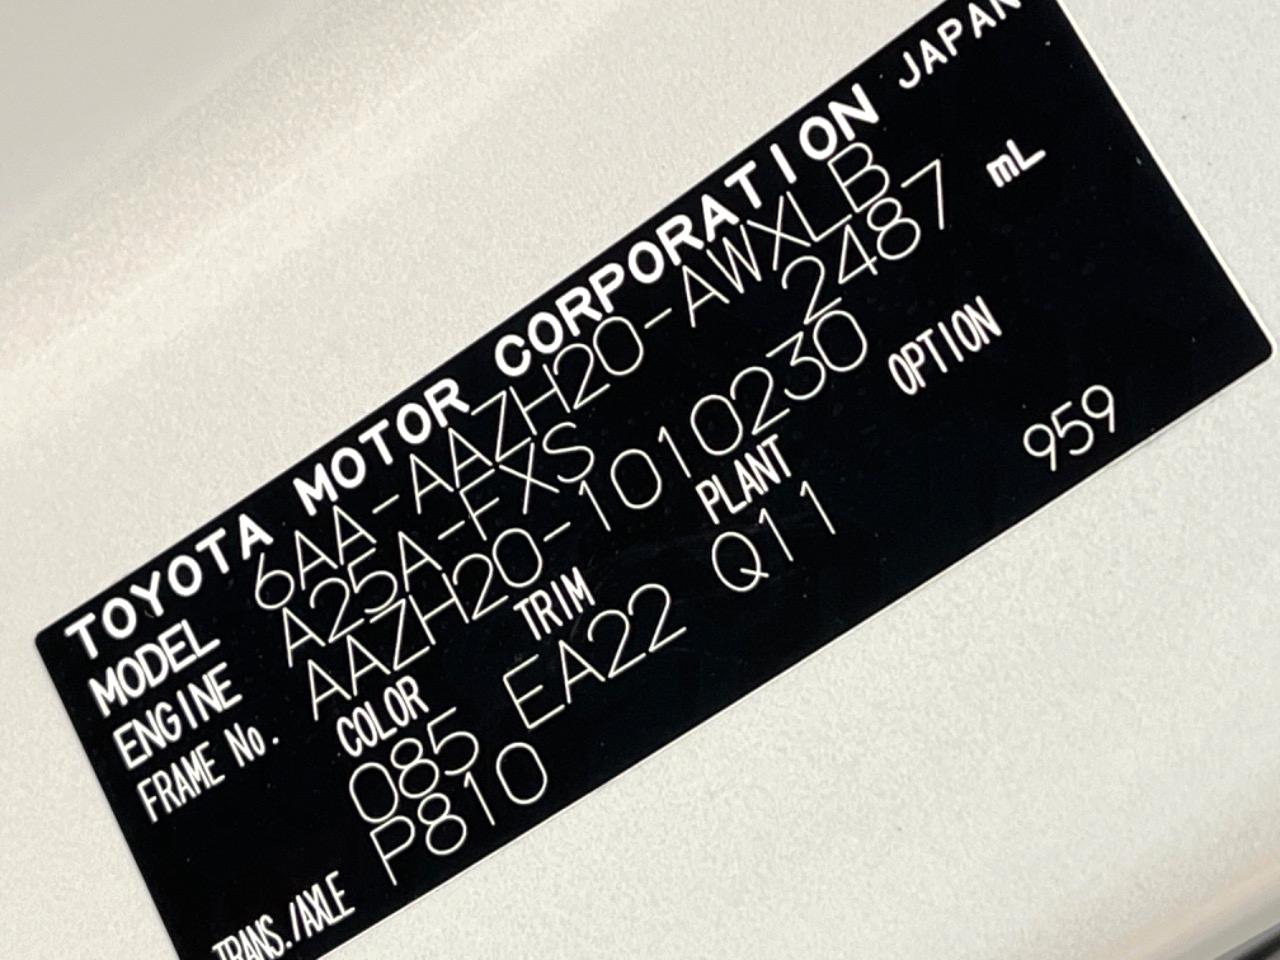 TOYOTA MOTOR CORPORATION JAPAN
MODEL 6AA-AAZH20-AWXLB
ENGINE A25A-FXS 2487 mL
FRAME No. AAZH20-1010230
COLOR TRIM PLANT OPTION
085 EA22 Q11 959
TRANS./AXLE P810